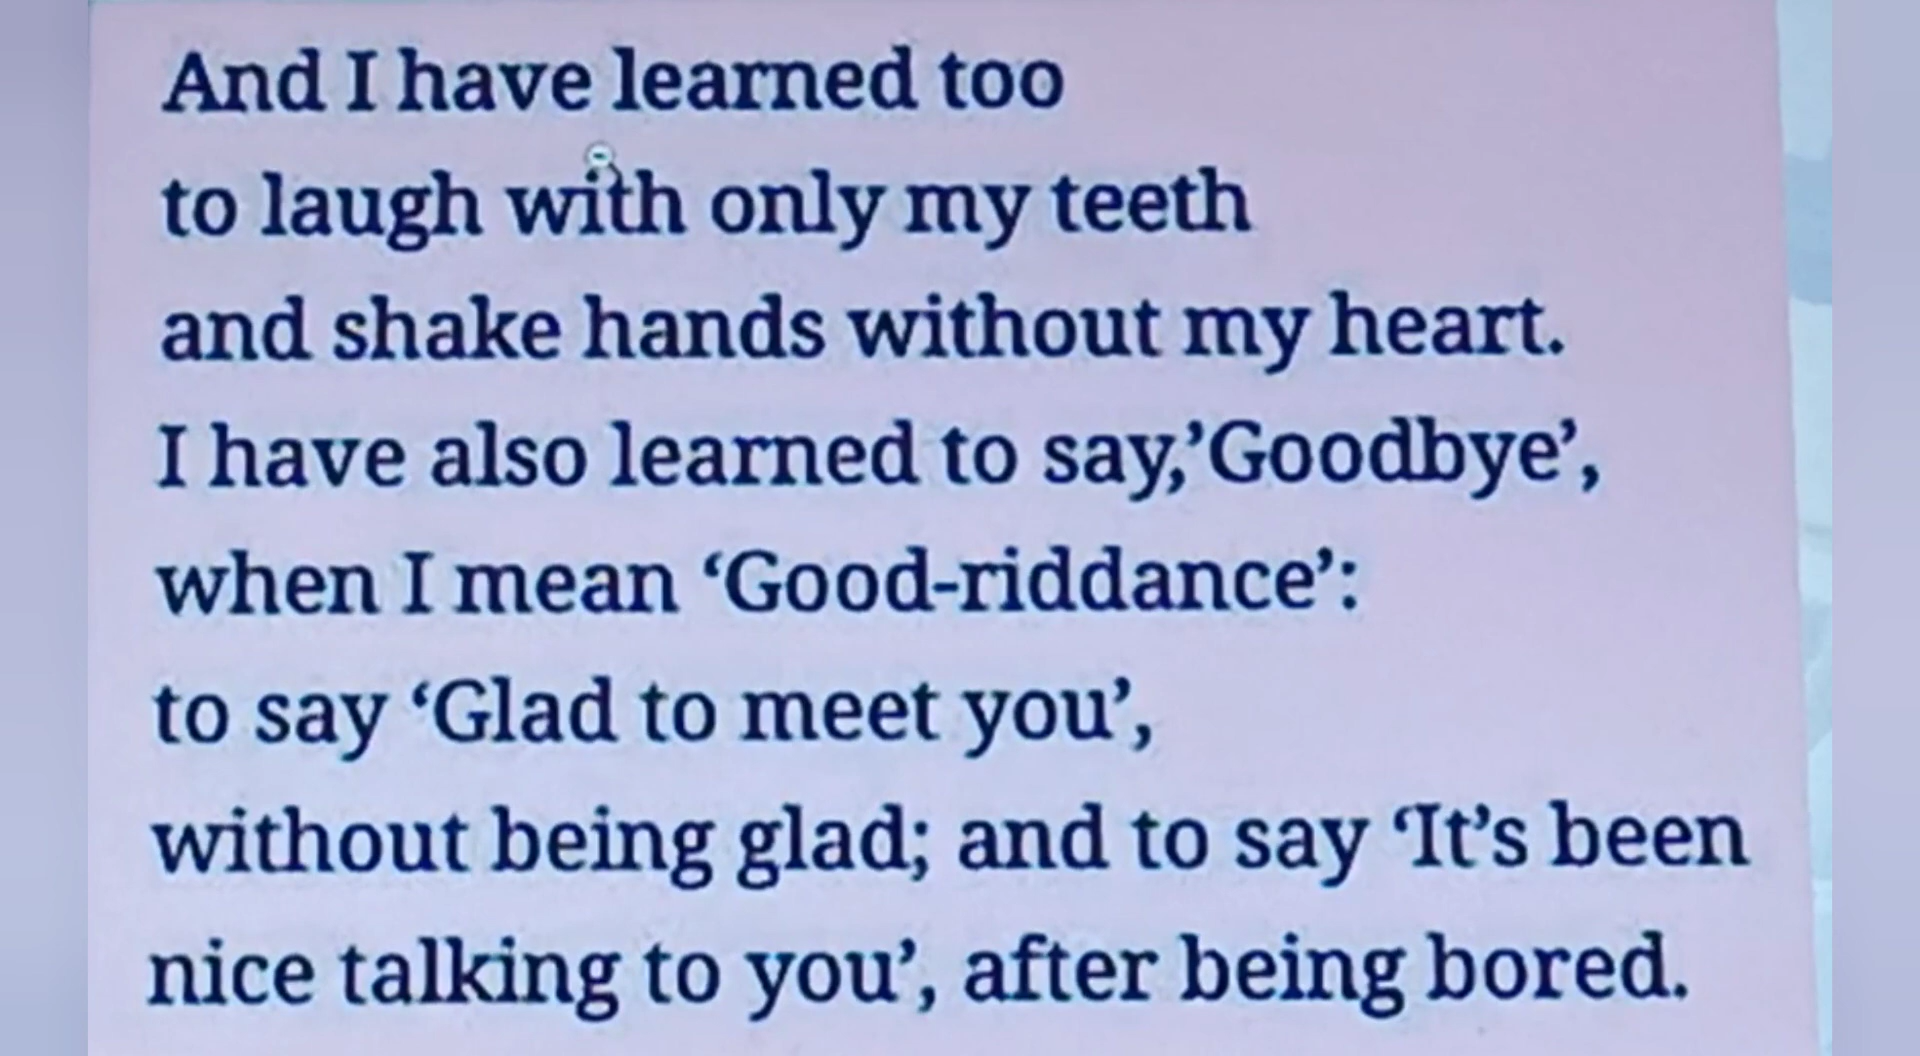 And I have learned too
to laugh with only my teeth
and shake hands without my heart.
I have also learned to say,’Goodbye’,
when I mean ‘Good-riddance’:
to say ‘Glad to meet you’,
without being glad; and to say ‘It’s been
nice talking to you’, after being bored.